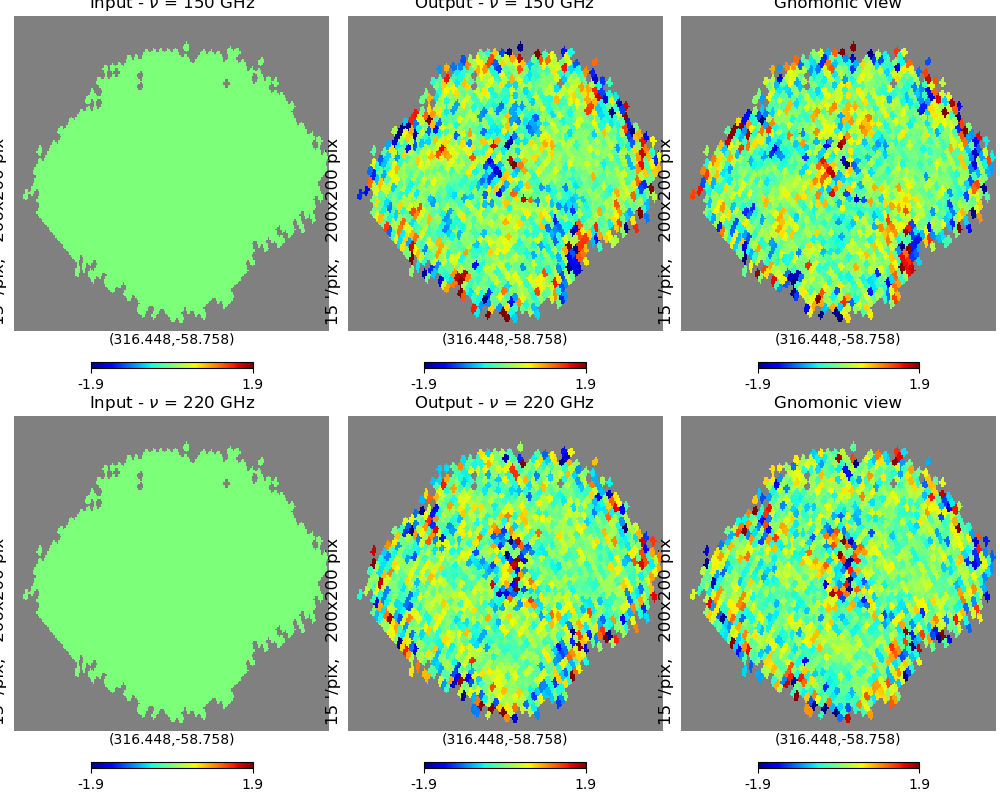 Input - ν = 150 GHz
Output - ν = 150 GHz
Gnomonic view
15 '/pix, 200x200 pix
15 '/pix, 200x200 pix
15 '/pix, 200x200 pix
(316.448,-58.758)
(316.448,-58.758)
(316.448,-58.758)
-1.9 1.9
-1.9 1.9
-1.9 1.9
Input - ν = 220 GHz
Output - ν = 220 GHz
Gnomonic view
15 '/pix, 200x200 pix
15 '/pix, 200x200 pix
15 '/pix, 200x200 pix
(316.448,-58.758)
(316.448,-58.758)
(316.448,-58.758)
-1.9 1.9
-1.9 1.9
-1.9 1.9